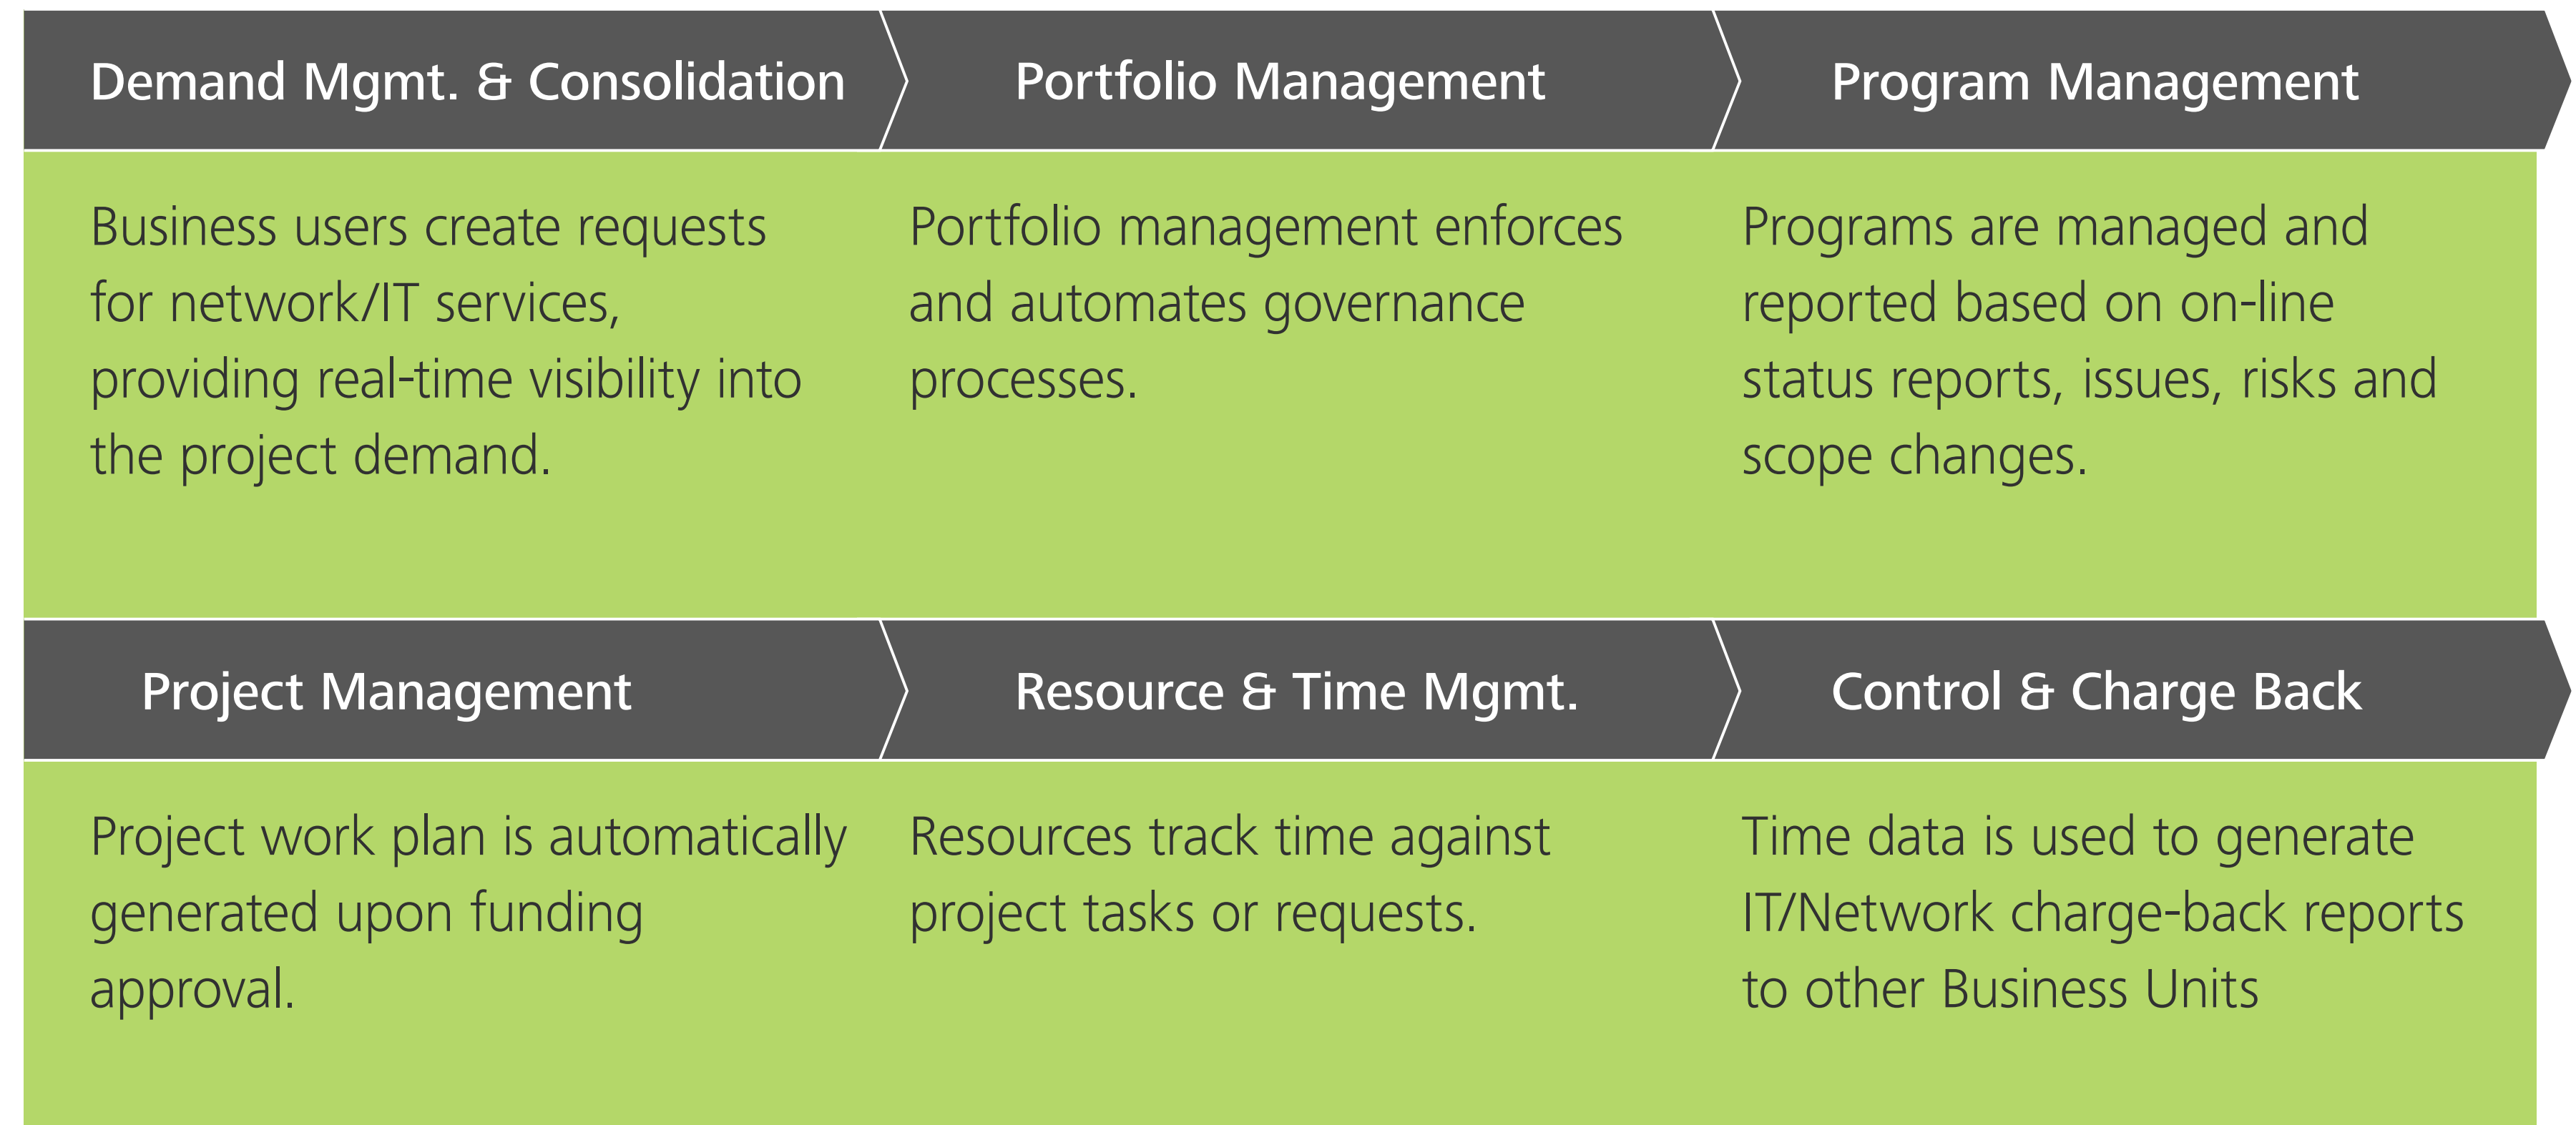 Demand Mgmt. & Consolidation
Portfolio Management
Program Management
Business users create requests
for network/IT services,
providing real-time visibility into
the project demand.
Portfolio management enforces
and automates governance
processes.
Programs are managed and
reported based on on-line
status reports, issues, risks and
scope changes.
Project Management
Resource & Time Mgmt.
Control & Charge Back
Project work plan is automatically
generated upon funding
approval.
Resources track time against
project tasks or requests.
Time data is used to generate
IT/Network charge-back reports
to other Business Units